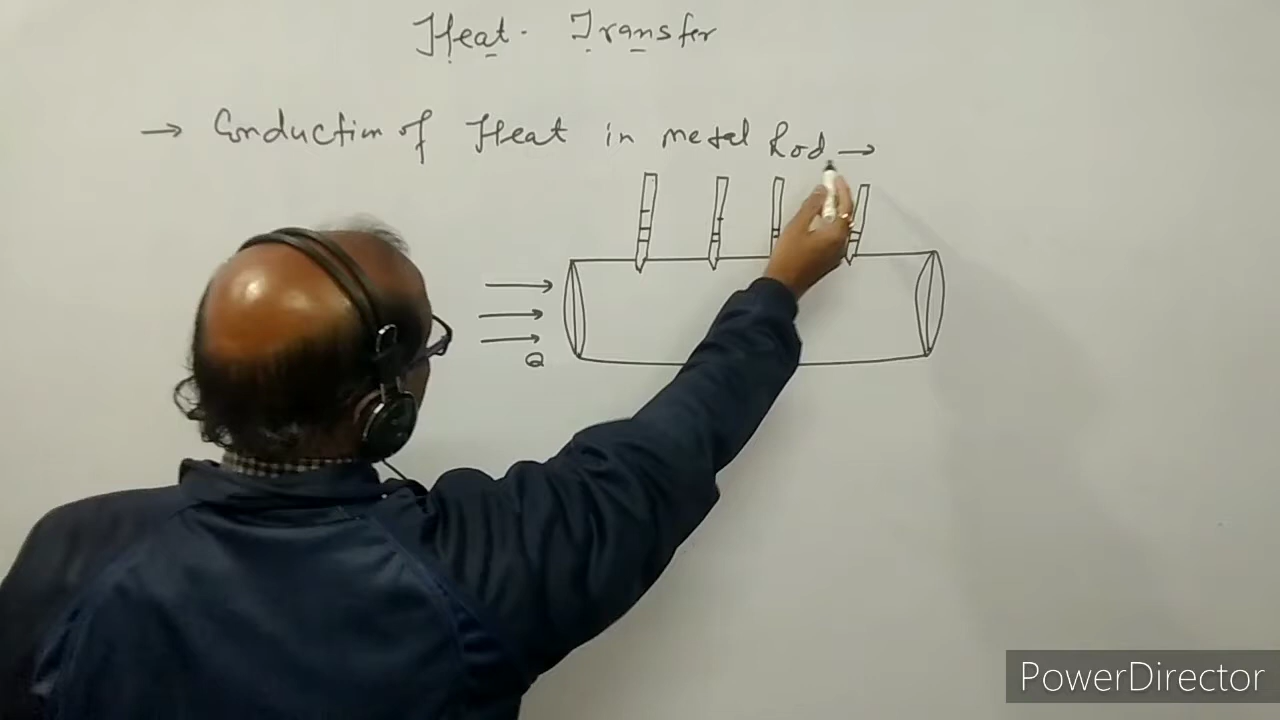 Heat. Transfer
→ Conduction of Heat in metal Rod →
Q
PowerDirector